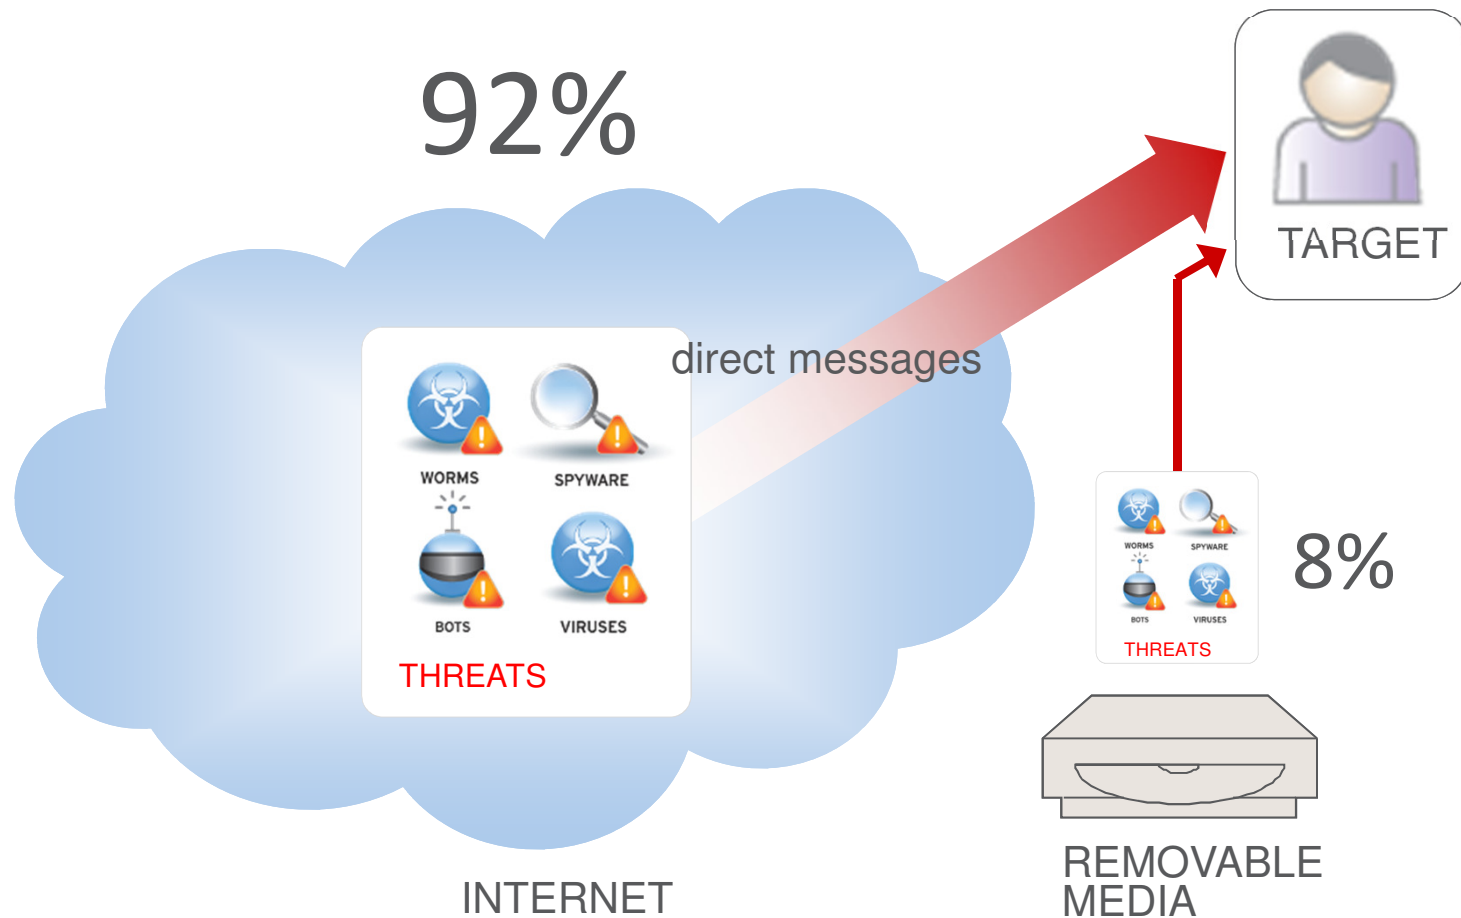 92%
TARGET
direct messages
WORMS
SPYWARE
BOTS
VIRUSES
THREATS
WORMS
SPYWARE
BOTS
VIRUSES
THREATS
8%
INTERNET
REMOVABLE
MEDIA